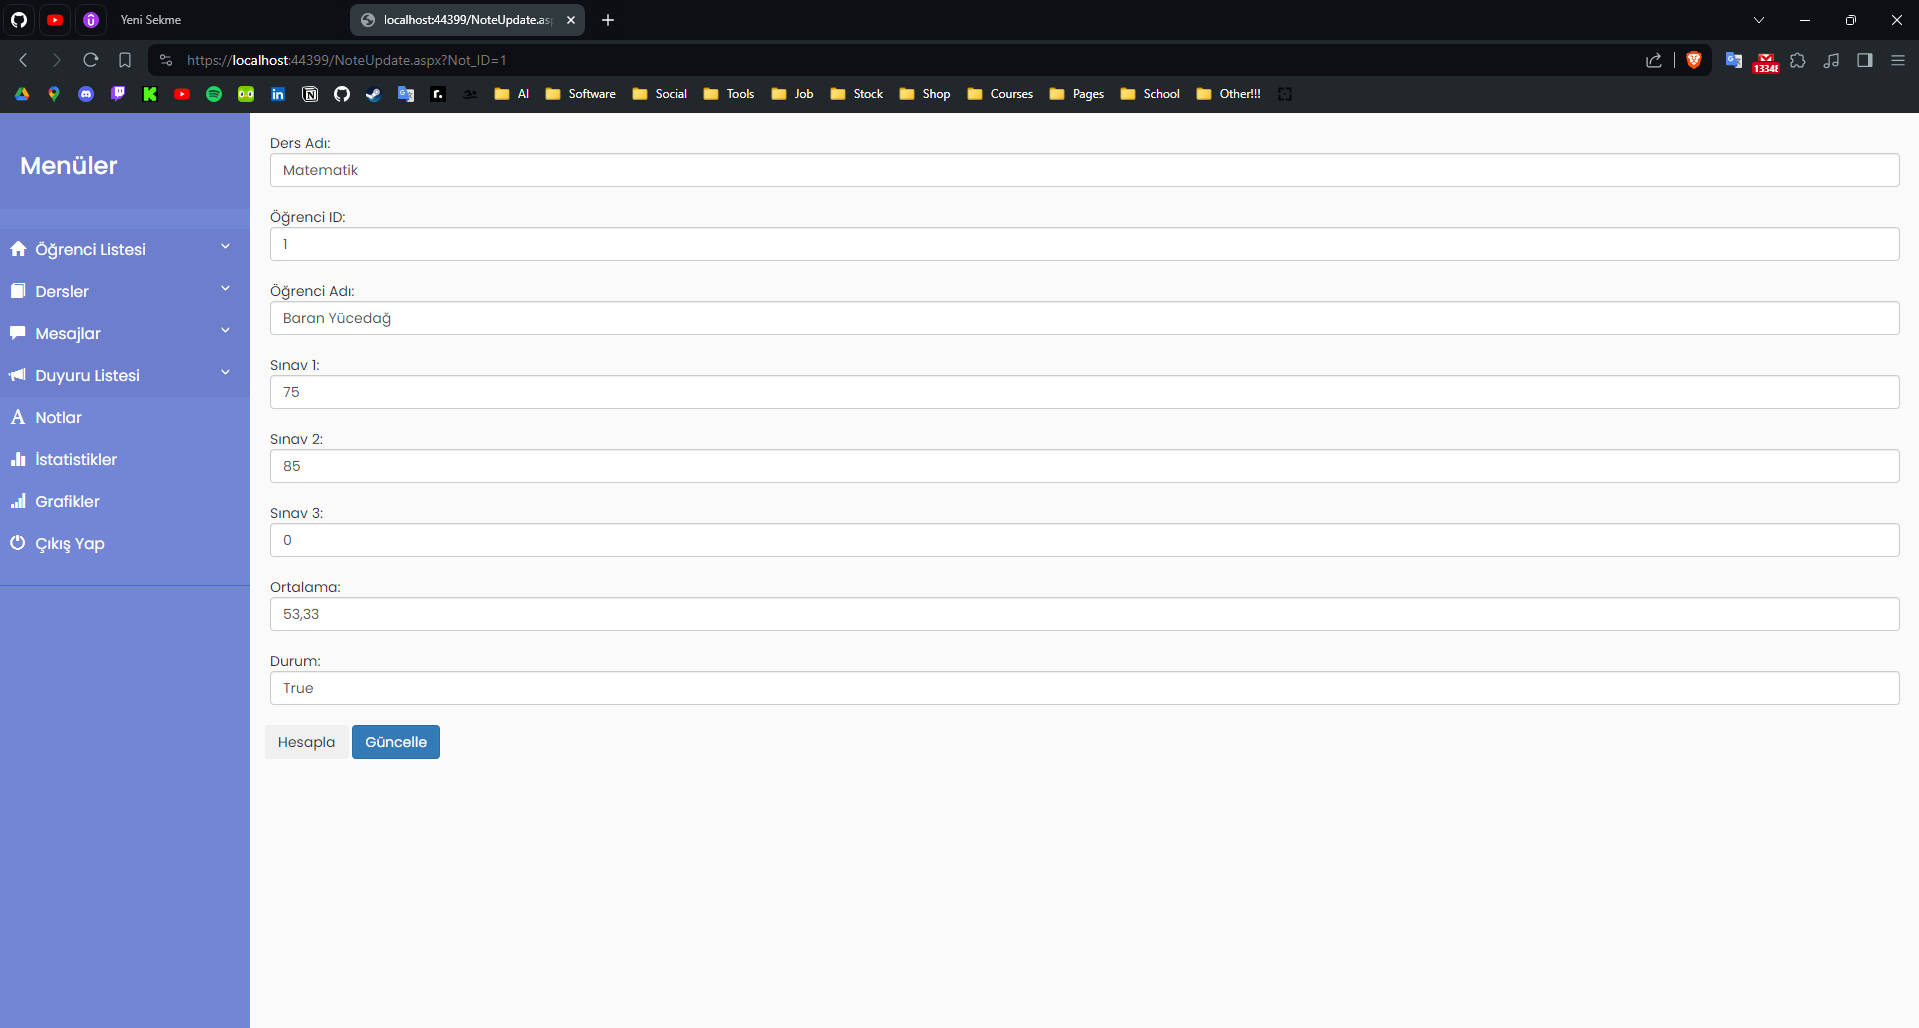 Yeni Sekme
localhost:44399/NoteUpdate.as
https://localhost:44399/NoteUpdate.aspx?Not_ID=1
13348
AI Software Social Tools Job Stock Shop Courses Pages School Other!!!
Menüler
Öğrenci Listesi
Dersler
Mesajlar
Duyuru Listesi
Notlar
İstatistikler
Grafikler
Çıkış Yap
Ders Adı:
Matematik
Öğrenci ID:
1
Öğrenci Adı:
Baran Yücedağ
Sınav 1:
75
Sınav 2:
85
Sınav 3:
0
Ortalama:
53,33
Durum:
True
Hesapla Güncelle